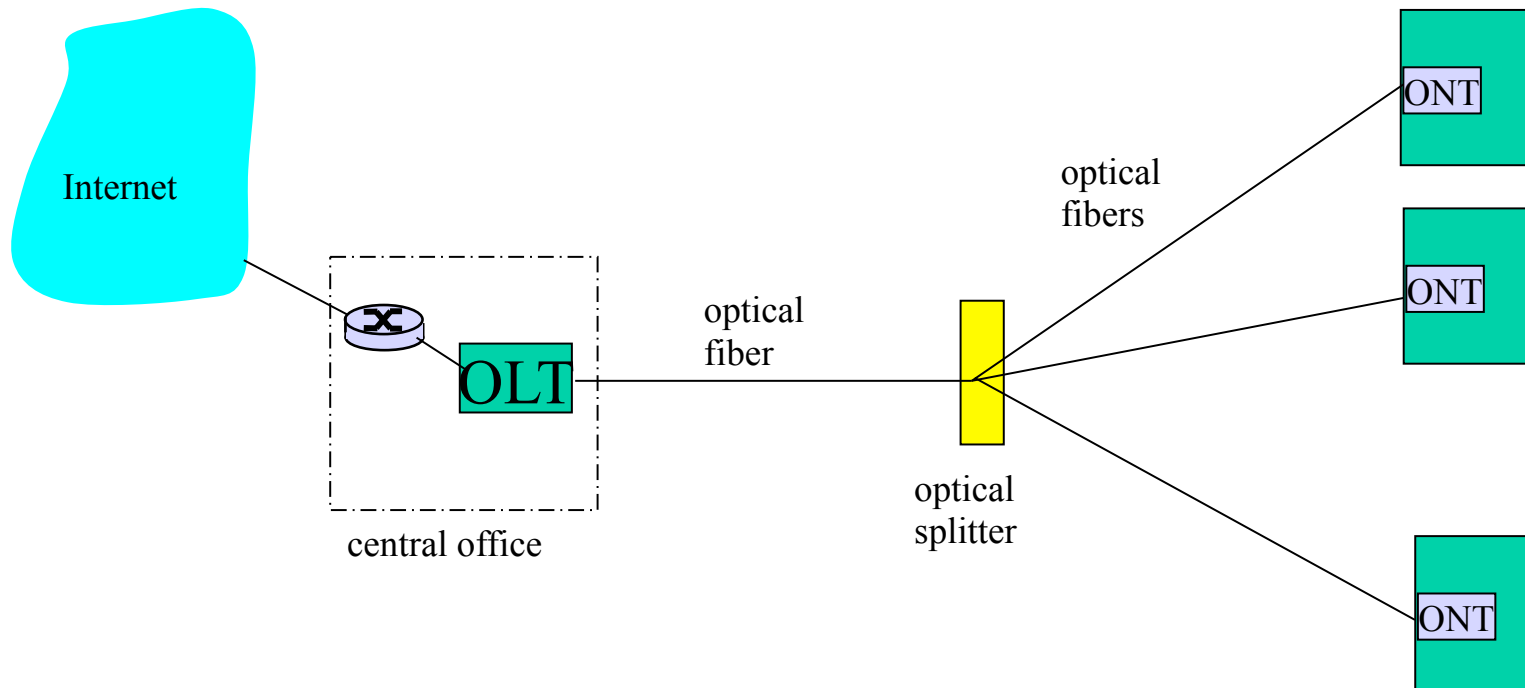 Internet
central office
OLT
optical
fiber
optical
splitter
optical
fibers
ONT
ONT
ONT